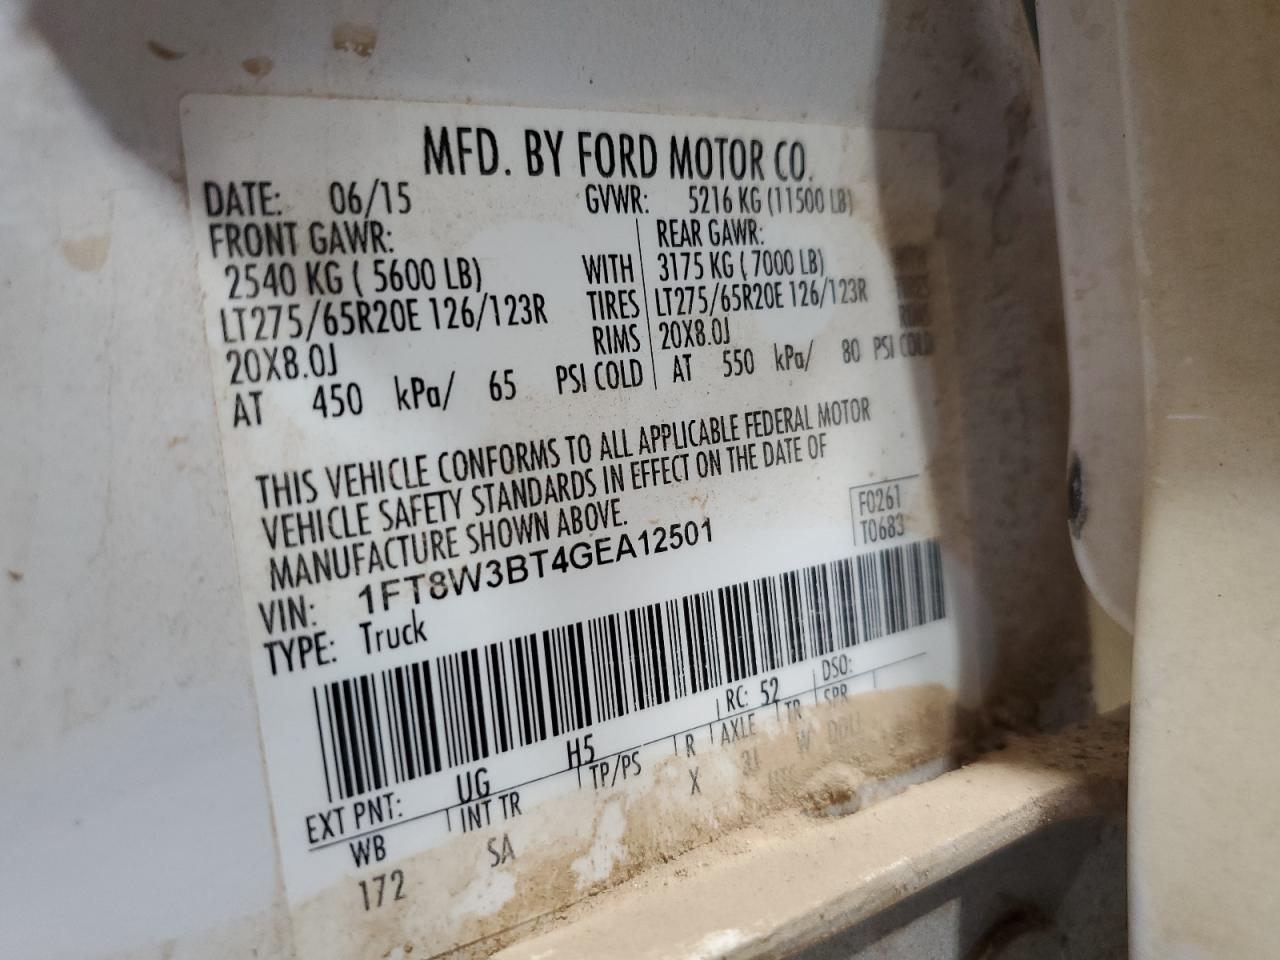 MFD. BY FORD MOTOR CO.
DATE: 06/15 GVWR: 5216 KG (11500 LB)
FRONT GAWR: REAR GAWR:
2540 KG ( 5600 LB) WITH 3175 KG ( 7000 LB)
LT275/65R20E 126/123R TIRES LT275/65R20E 126/123R
20X8.0J RIMS 20X8.0J
AT 450 kPa/ 65 PSI COLD AT 550 kPa/ 80 PSI COLD
THIS VEHICLE CONFORMS TO ALL APPLICABLE FEDERAL MOTOR
VEHICLE SAFETY STANDARDS IN EFFECT ON THE DATE OF
MANUFACTURE SHOWN ABOVE.
F0261
T0683
VIN: 1FT8W3BT4GEA12501
TYPE: Truck
EXT PNT: UG H5 RC: 52 DSO:
WB INT TR TP/PS R AXLE TR SPR
172 SA X 31 W